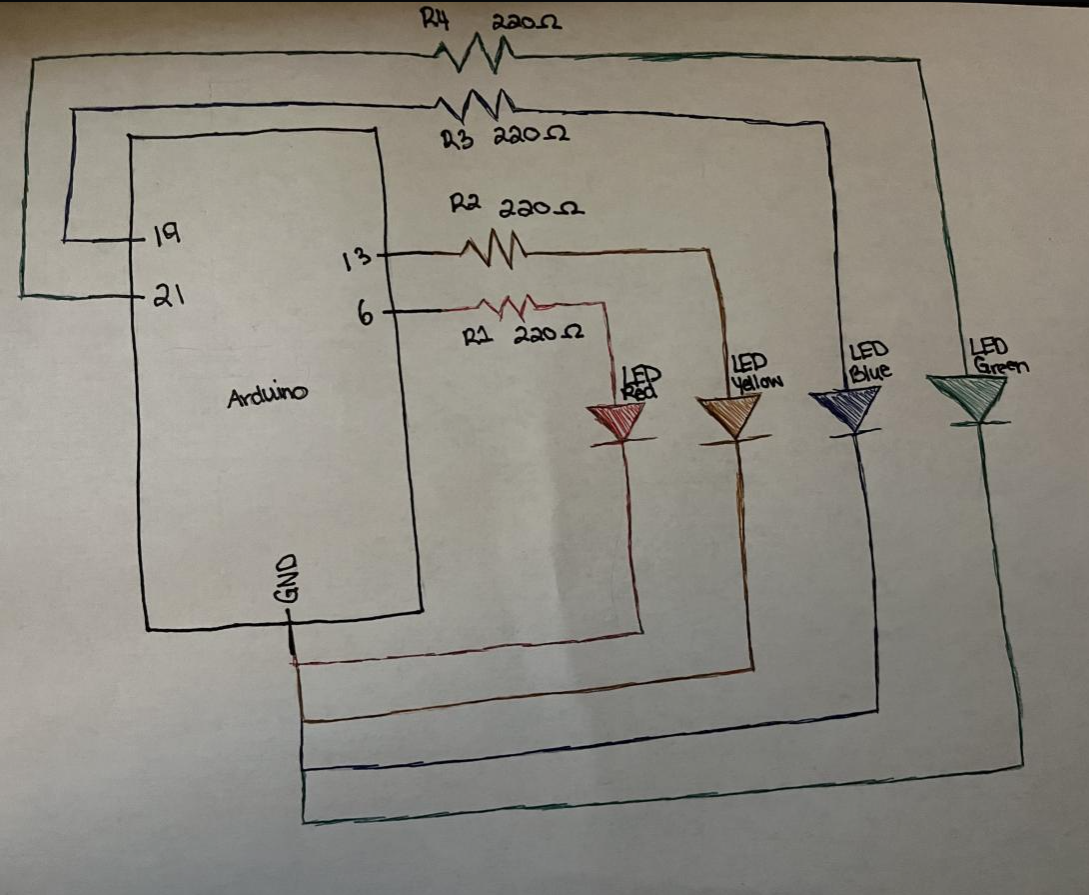 R4 220Ω
R3 220Ω
R2 220Ω
19
13
21
6
R1 220Ω
LED
Red
LED
Yellow
LED
Blue
LED
Green
Arduino
GND